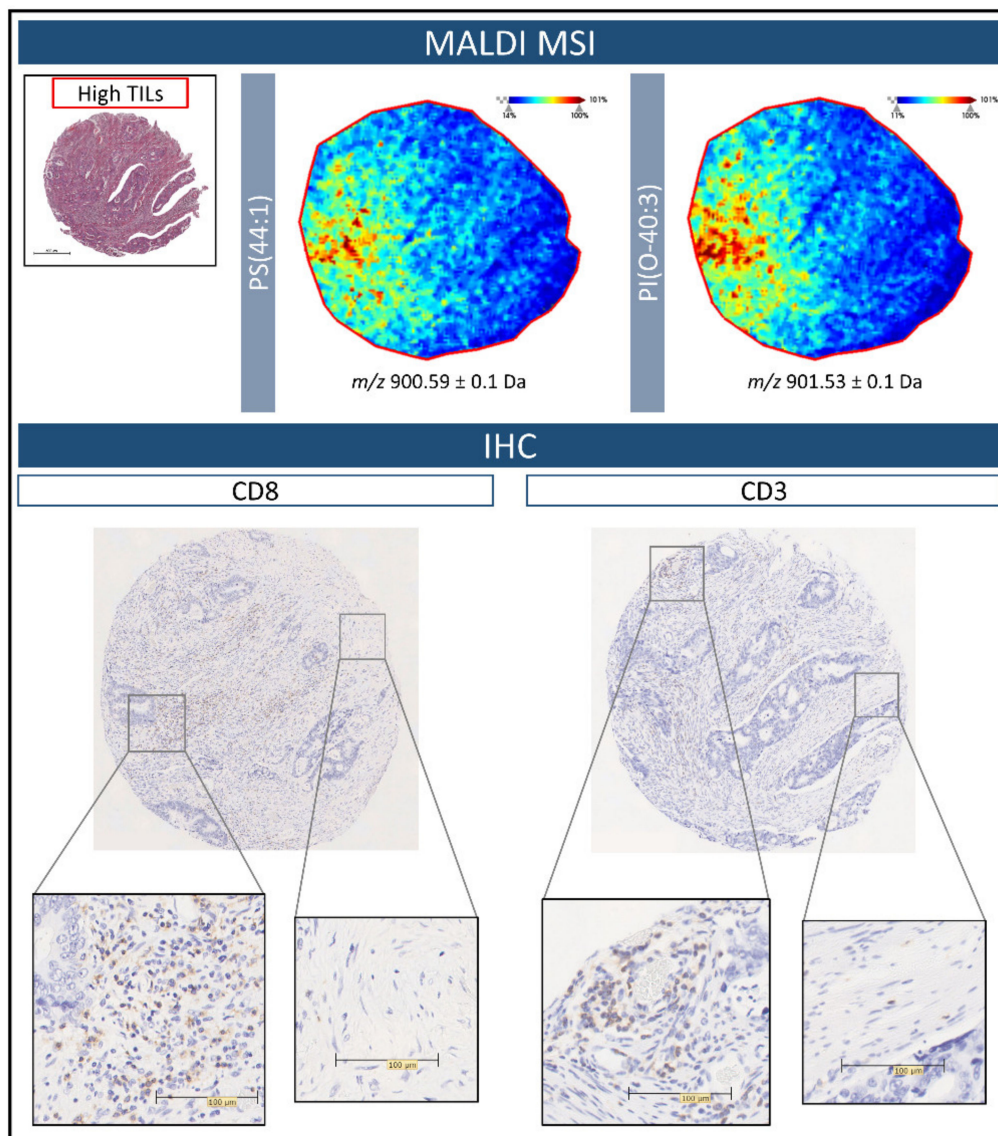 MALDI MSI
High TILs
PS(44:1)
14%
101%
100%
m/z 900.59 ± 0.1 Da
PI(O-40:3)
11%
101%
100%
m/z 901.53 ± 0.1 Da
IHC
CD8
CD3
100 µm
100 µm
100 µm
100 µm